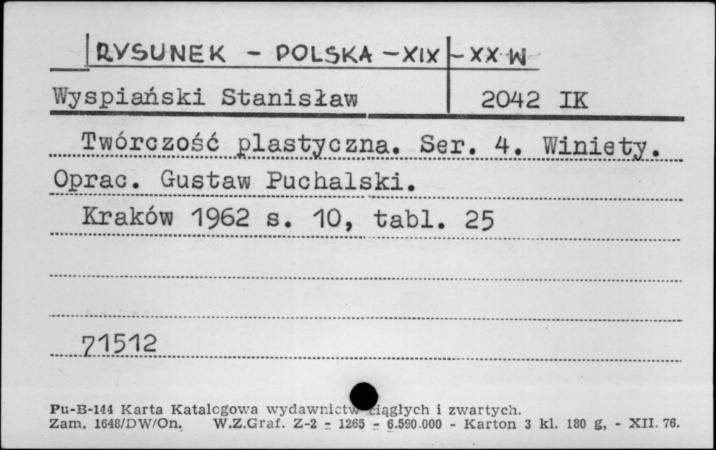 RYSUNEK - POLSKA - XIX - XX W
Wyspiański Stanisław 2042 IK
Twórczość plastyczna. Ser. 4. Winiety.
Oprac. Gustaw Puchalski.
Kraków 1962 s. 10, tabl. 25
71512
Pu-B-144 Karta Katalogowa wydawnictw ciągłych i zwartych.
Zam. 1648/DW/On. W.Z.Graf. Z-2 - 1265 - 6.590.000 - Karton 3 kl. 180 g, - XII. 76.